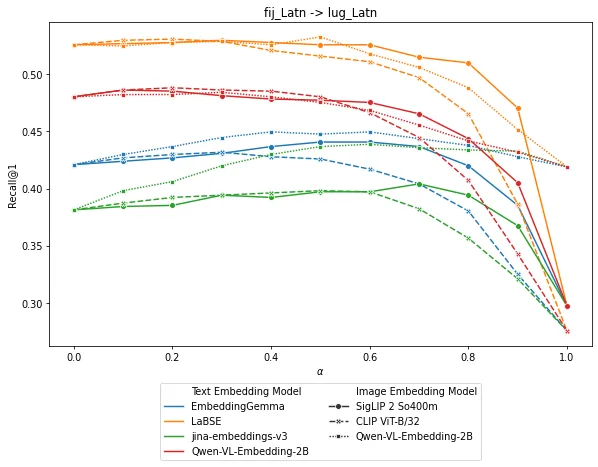 fij_Latn -> lug_Latn
Recall@1
0.50
0.45
0.40
0.35
0.30
0.0 0.2 0.4 0.6 0.8 1.0
α
Text Embedding Model Image Embedding Model
EmbeddingGemma SigLIP 2 So400m
LaBSE CLIP ViT-B/32
jina-embeddings-v3 Qwen-VL-Embedding-2B
Qwen-VL-Embedding-2B